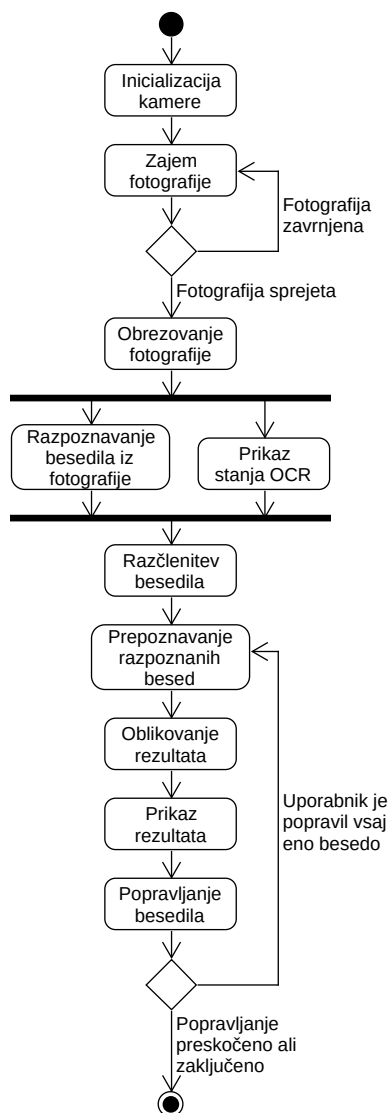 Inicializacija
kamere
Zajem
fotografije
Fotografija
zavrnjena
Fotografija sprejeta
Obrezovanje
fotografije
Razpoznavanje
besedila iz
fotografije
Prikaz
stanja OCR
Razčlenitev
besedila
Prepoznavanje
razpoznanih
besed
Oblikovanje
rezultata
Prikaz
rezultata
Uporabnik je
popravil vsaj
eno besedo
Popravljanje
besedila
Popravljanje
preskočeno ali
zaključeno